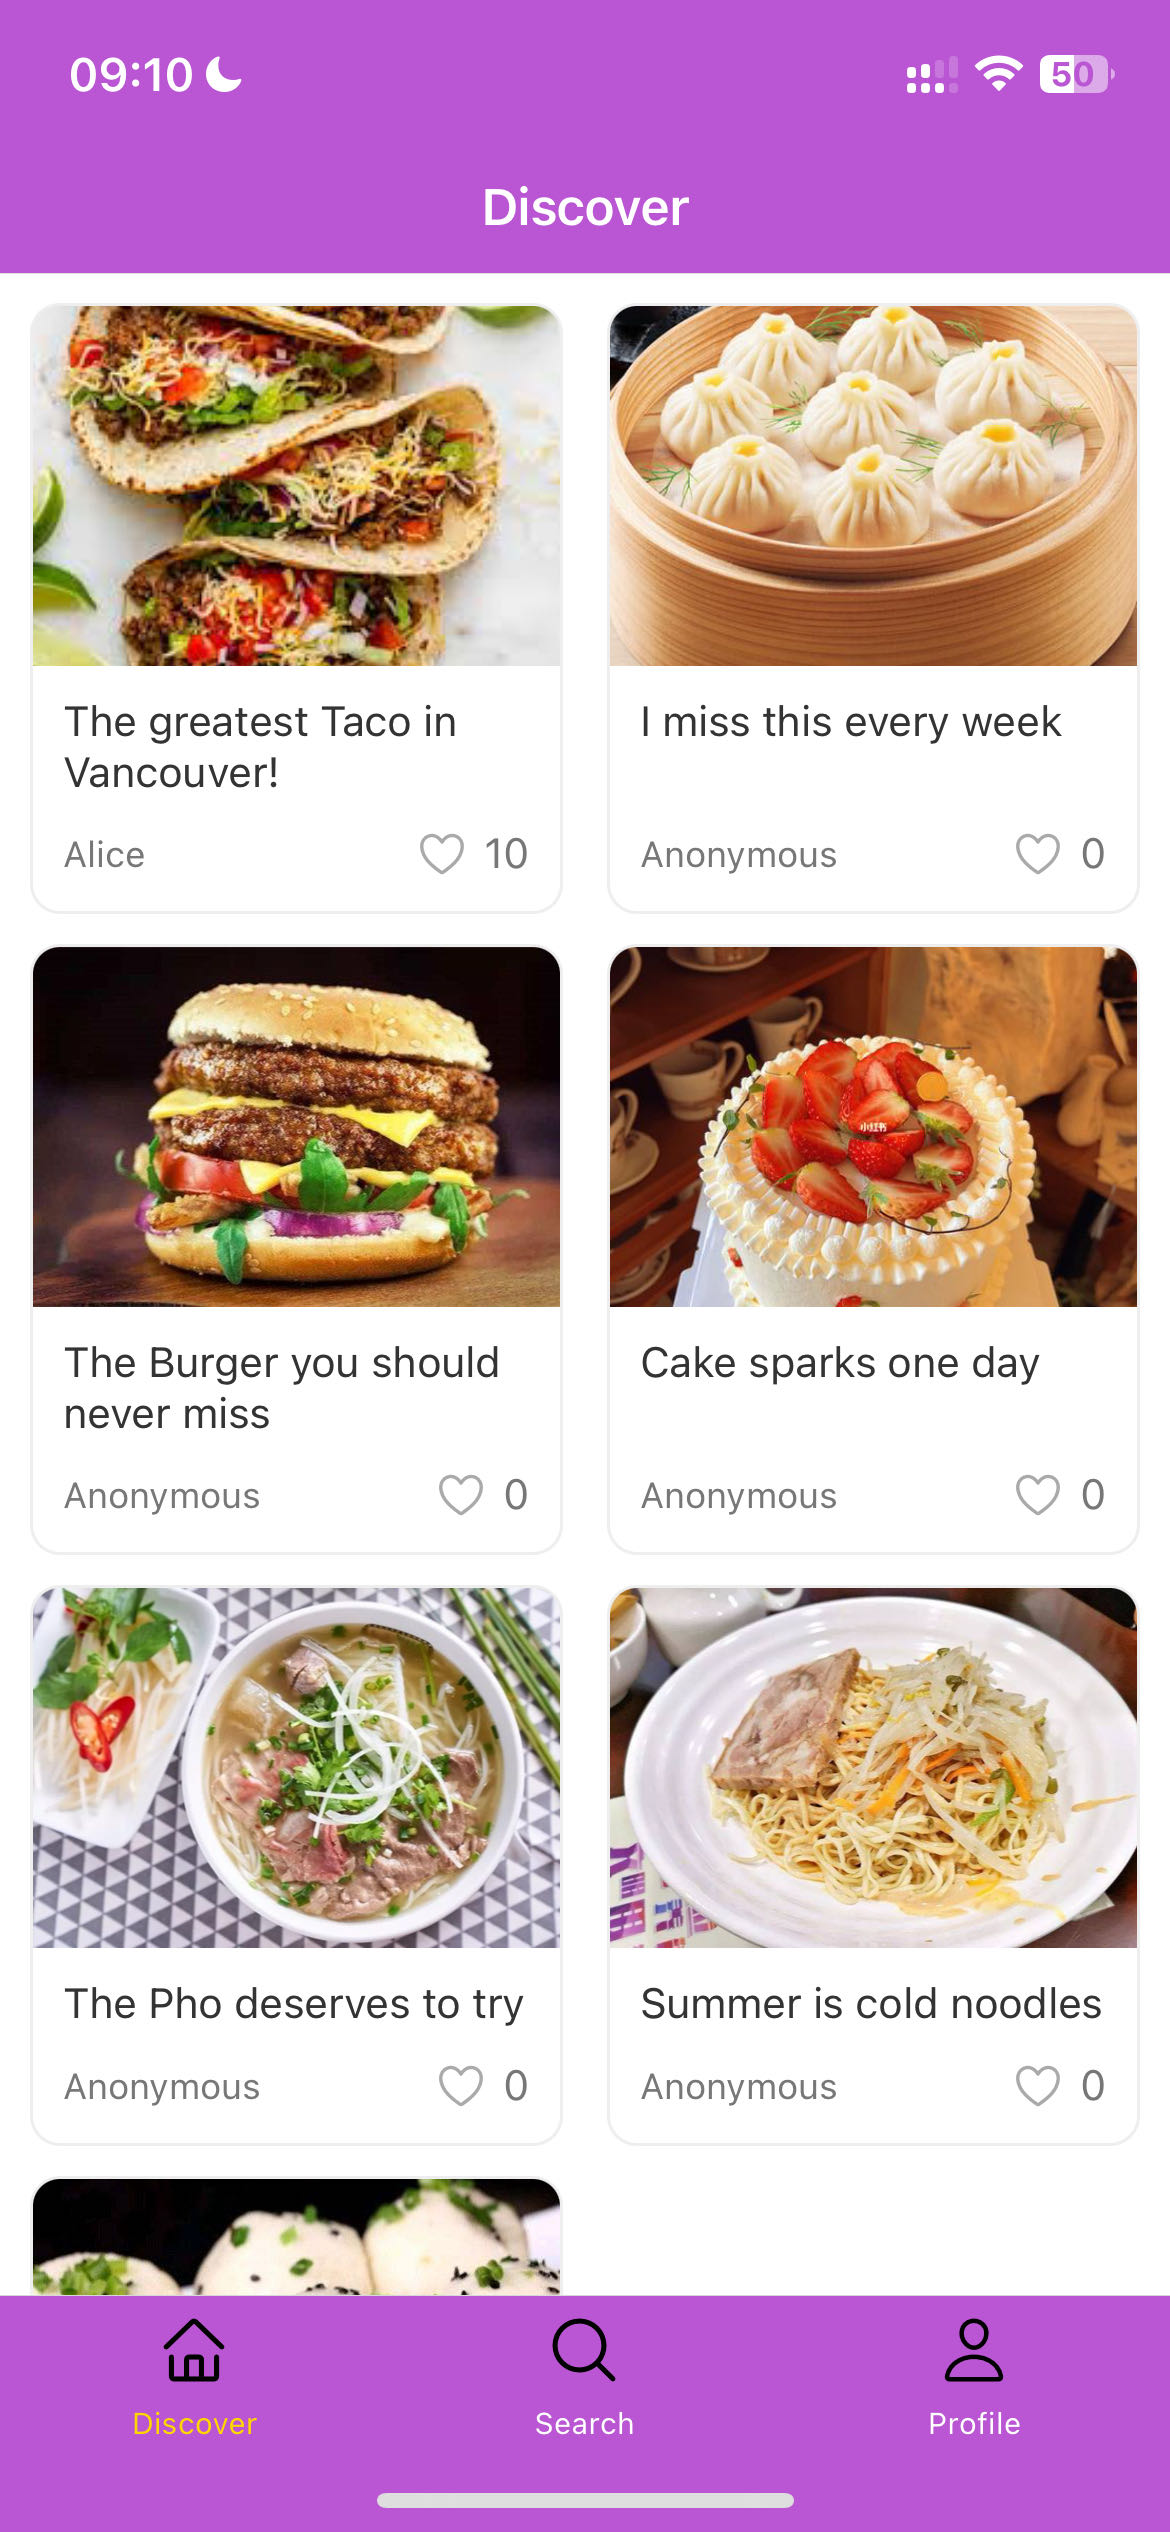 09:10
50
Discover
The greatest Taco in
Vancouver!
Alice
10
I miss this every week
Anonymous
0
小红书
The Burger you should
never miss
Anonymous
0
Cake sparks one day
Anonymous
0
The Pho deserves to try
Anonymous
0
Summer is cold noodles
Anonymous
0
Discover
Search
Profile